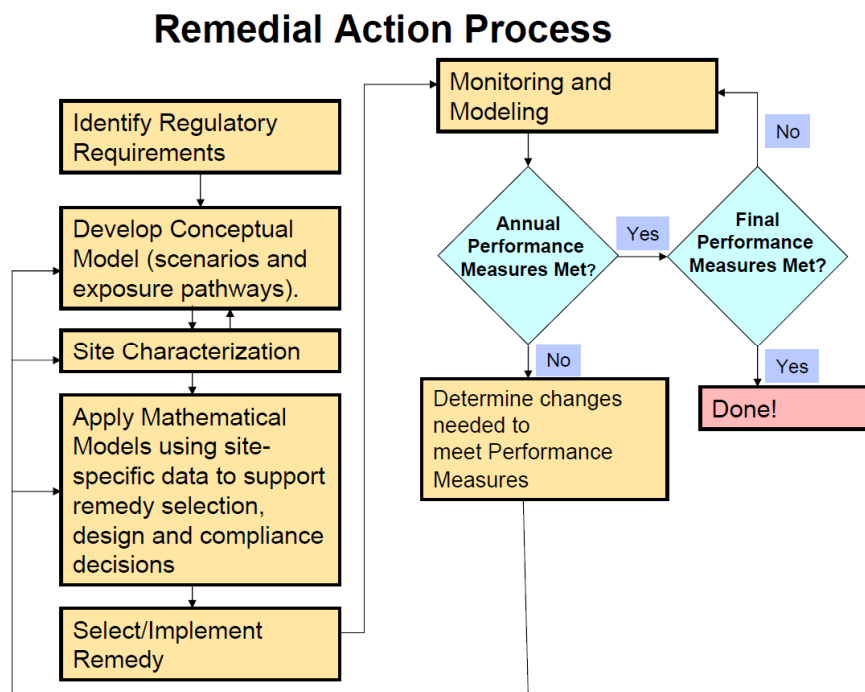 Remedial Action Process
Identify Regulatory
Requirements
Develop Conceptual
Model (scenarios and
exposure pathways).
Site Characterization
Apply Mathematical
Models using site-
specific data to support
remedy selection,
design and compliance
decisions
Select/Implement
Remedy
Monitoring and
Modeling
Annual
Performance
Measures Met?
Yes
No
Final
Performance
Measures Met?
No
Yes
Determine changes
needed to
meet Performance
Measures
Done!